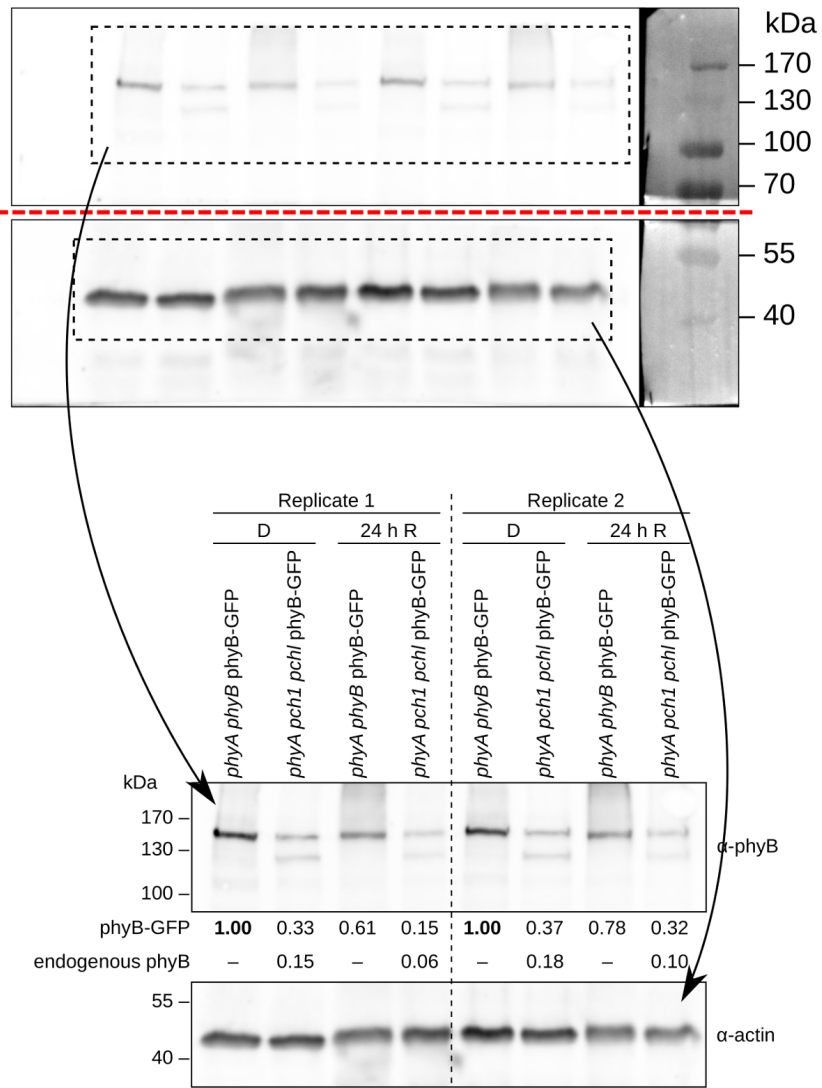 kDa
170
130
100
70
55
40
Replicate 1 Replicate 2
D 24 h R D 24 h R
phyA phyB phyB-GFP
phyA pch1 pchl phyB-GFP
phyA phyB phyB-GFP
phyA pch1 pchl phyB-GFP
phyA phyB phyB-GFP
phyA pch1 pchl phyB-GFP
phyA phyB phyB-GFP
phyA pch1 pchl phyB-GFP
kDa
170
130
100
α-phyB
phyB-GFP 1.00 0.33 0.61 0.15 1.00 0.37 0.78 0.32
endogenous phyB – 0.15 – 0.06 – 0.18 – 0.10
55
40
α-actin